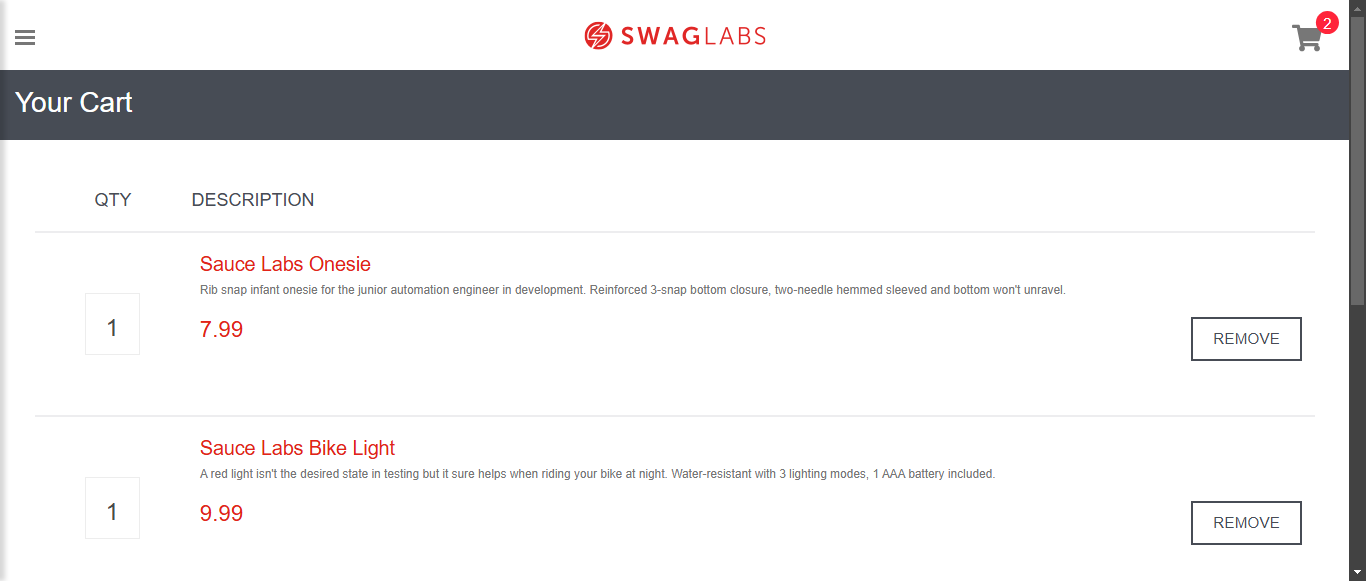 SWAGLABS
2
Your Cart
QTY DESCRIPTION
Sauce Labs Onesie
Rib snap infant onesie for the junior automation engineer in development. Reinforced 3-snap bottom closure, two-needle hemmed sleeved and bottom won't unravel.
1
7.99
REMOVE
Sauce Labs Bike Light
A red light isn't the desired state in testing but it sure helps when riding your bike at night. Water-resistant with 3 lighting modes, 1 AAA battery included.
1
9.99
REMOVE